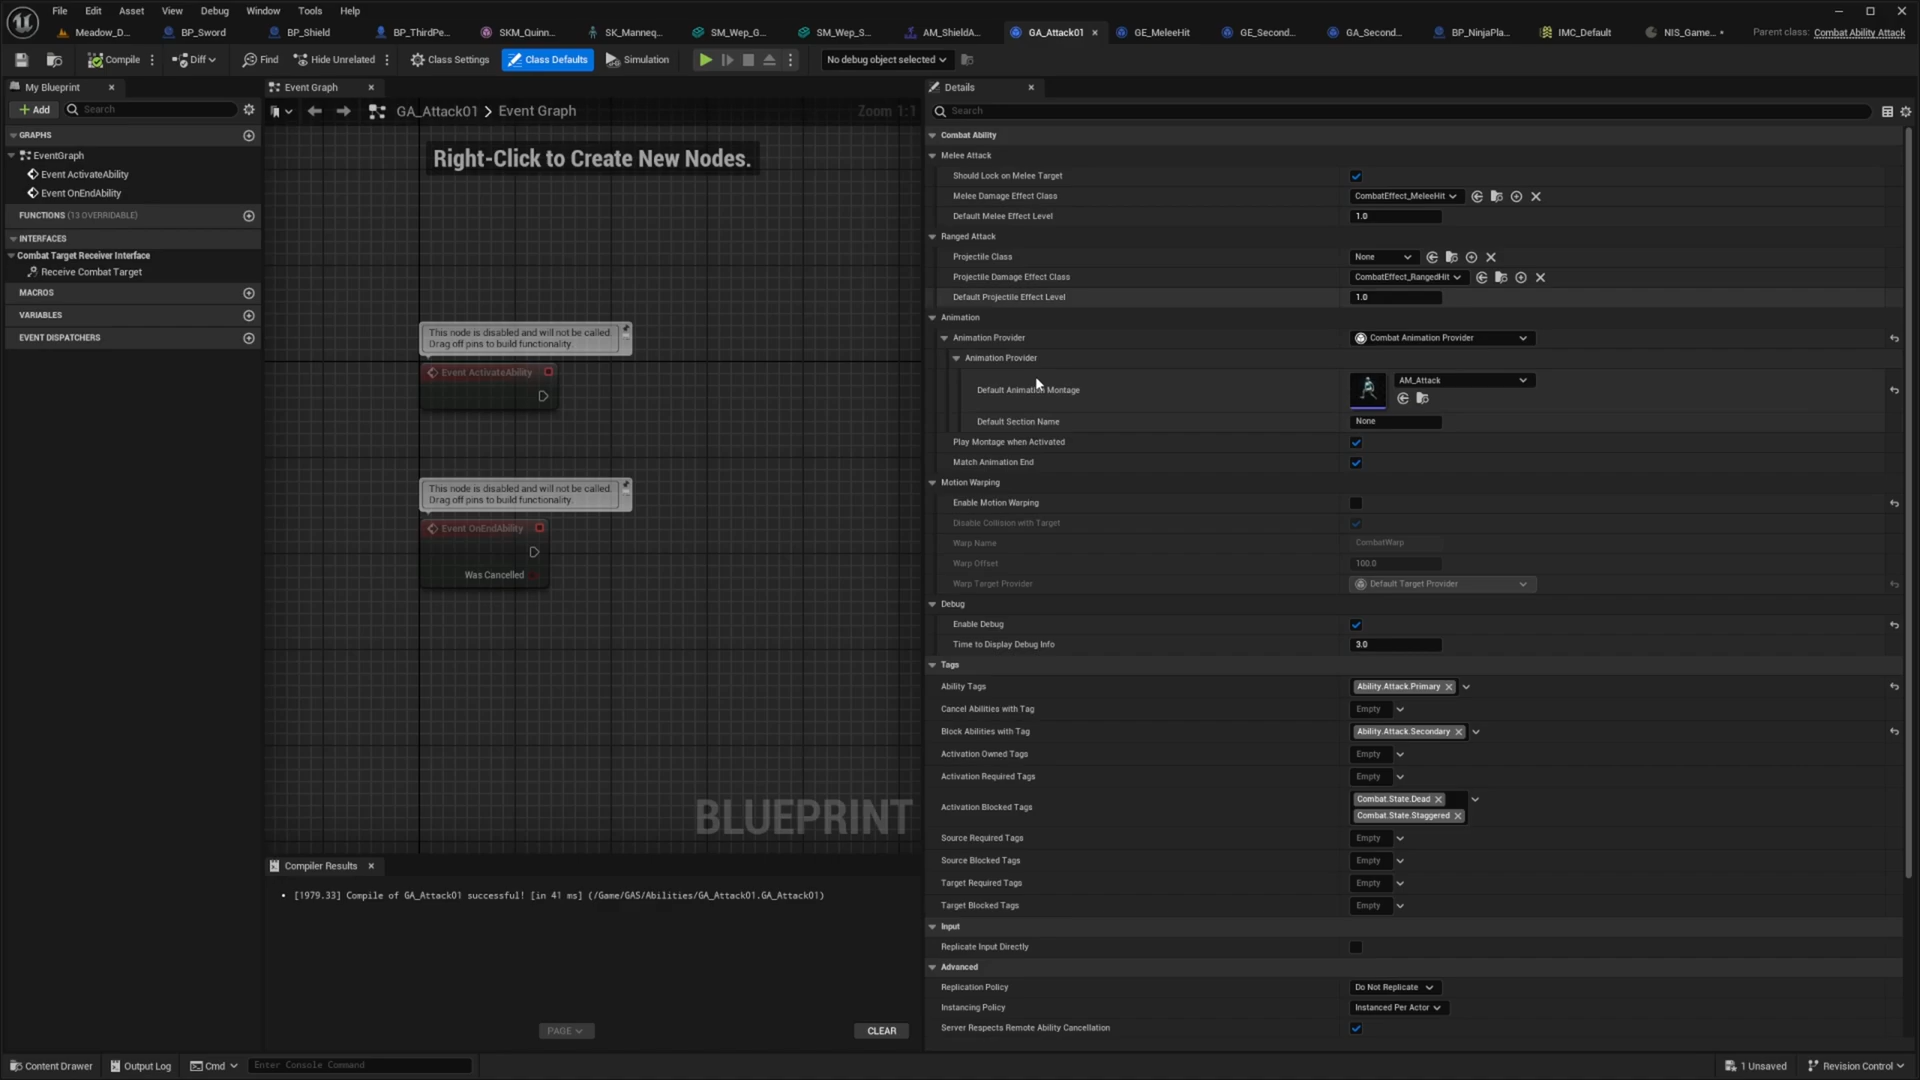 File Edit Asset View Debug Window Tools Help
Meadow_D... BP_Sword BP_Shield BP_ThirdPe... SKM_Quinn... SK_Manneq... SM_Wep_G... SM_Wep_S... AM_ShieldA... GA_Attack01 GE_MeleeHit GE_Second... GA_Second... BP_NinjaPla... IMC_Default NIS_Game... • Parent class: Combat Ability Attack
Compile Diff Find Hide Unrelated Class Settings Class Defaults Simulation No debug object selected
My Blueprint
Add Search
GRAPHS
EventGraph
Event ActivateAbility
Event OnEndAbility
FUNCTIONS (13 OVERRIDABLE)
INTERFACES
Combat Target Receiver Interface
Receive Combat Target
MACROS
VARIABLES
EVENT DISPATCHERS
Event Graph
GA_Attack01 > Event Graph Zoom 1:1
Right-Click to Create New Nodes.
This node is disabled and will not be called.
Drag off pins to build functionality.
Event ActivateAbility
This node is disabled and will not be called.
Drag off pins to build functionality.
Event OnEndAbility
Was Cancelled
BLUEPRINT
Compiler Results
• [1979.33] Compile of GA_Attack01 successful! [in 41 ms] (/Game/GAS/Abilities/GA_Attack01.GA_Attack01)
PAGE CLEAR
Details
Search
Combat Ability
Melee Attack
Should Lock on Melee Target
Melee Damage Effect Class CombatEffect_MeleeHit
Default Melee Effect Level 1.0
Ranged Attack
Projectile Class None
Projectile Damage Effect Class CombatEffect_RangedHit
Default Projectile Effect Level 1.0
Animation
Animation Provider Combat Animation Provider
Animation Provider
Default Animation Montage AM_Attack
Default Section Name None
Play Montage when Activated
Match Animation End
Motion Warping
Enable Motion Warping
Disable Collision with Target
Warp Name CombatWarp
Warp Offset 100.0
Warp Target Provider Default Target Provider
Debug
Enable Debug
Time to Display Debug Info 3.0
Tags
Ability Tags Ability.Attack.Primary
Cancel Abilities with Tag Empty
Block Abilities with Tag Ability.Attack.Secondary
Activation Owned Tags Empty
Activation Required Tags Empty
Activation Blocked Tags Combat.State.Dead
Combat.State.Staggered
Source Required Tags Empty
Source Blocked Tags Empty
Target Required Tags Empty
Target Blocked Tags Empty
Input
Replicate Input Directly
Advanced
Replication Policy Do Not Replicate
Instancing Policy Instanced Per Actor
Server Respects Remote Ability Cancellation
Content Drawer Output Log Cmd Enter Console Command 1 Unsaved Revision Control